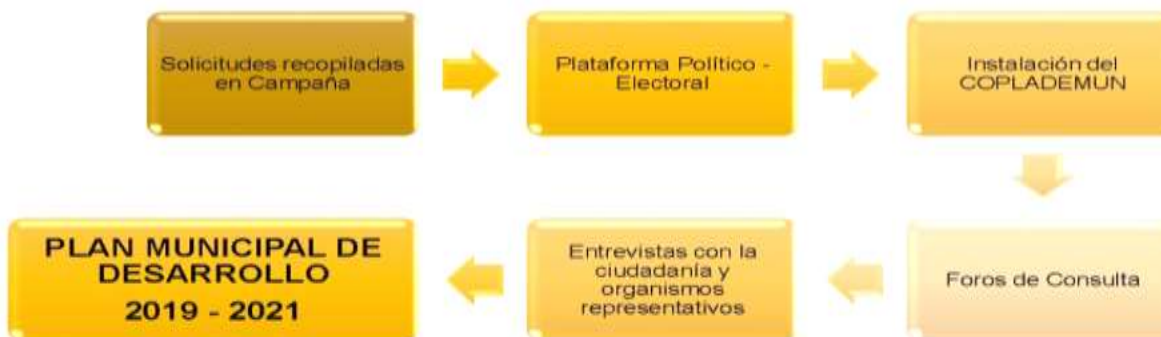 Solicitudes recopiladas
en Campaña
Plataforma Político -
Electoral
Instalación del
COPLADEMUN
Foros de Consulta
Entrevistas con la
ciudadanía y
organismos
representativos
PLAN MUNICIPAL DE
DESARROLLO
2019 - 2021